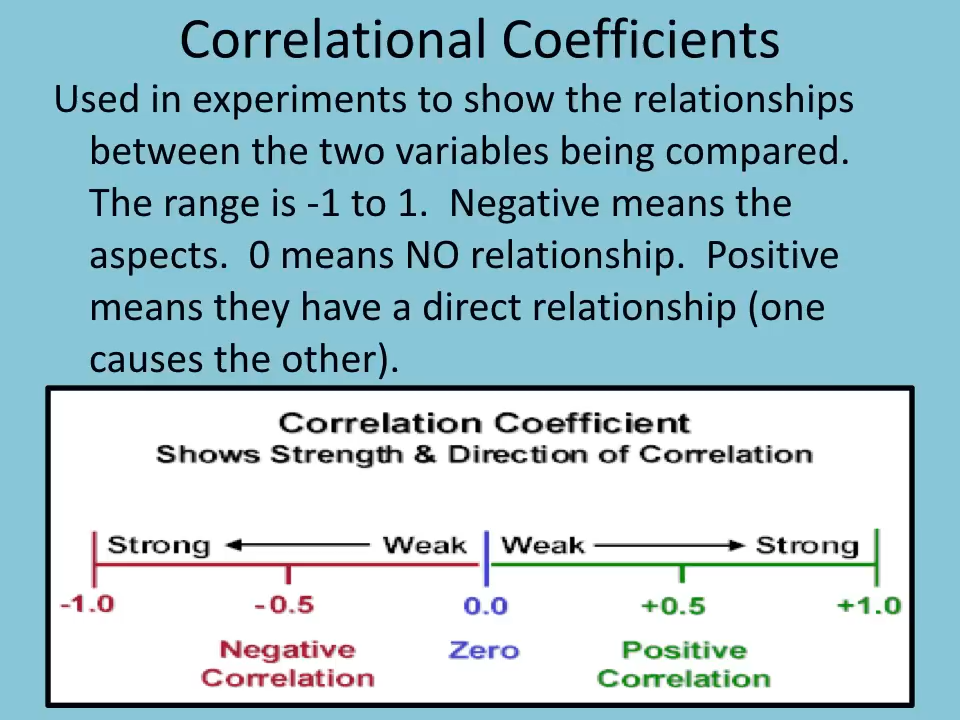 Correlational Coefficients
Used in experiments to show the relationships
between the two variables being compared.
The range is -1 to 1.  Negative means the
aspects.  0 means NO relationship.  Positive
means they have a direct relationship (one
causes the other).
Correlation Coefficient
Shows Strength & Direction of Correlation
Strong Weak Weak Strong
-1.0 -0.5 0.0 +0.5 +1.0
Negative Zero Positive
Correlation Correlation